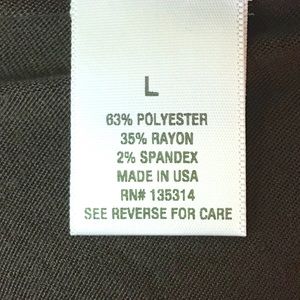 L
63% POLYESTER
35% RAYON
2% SPANDEX
MADE IN USA
RN# 135314
SEE REVERSE FOR CARE